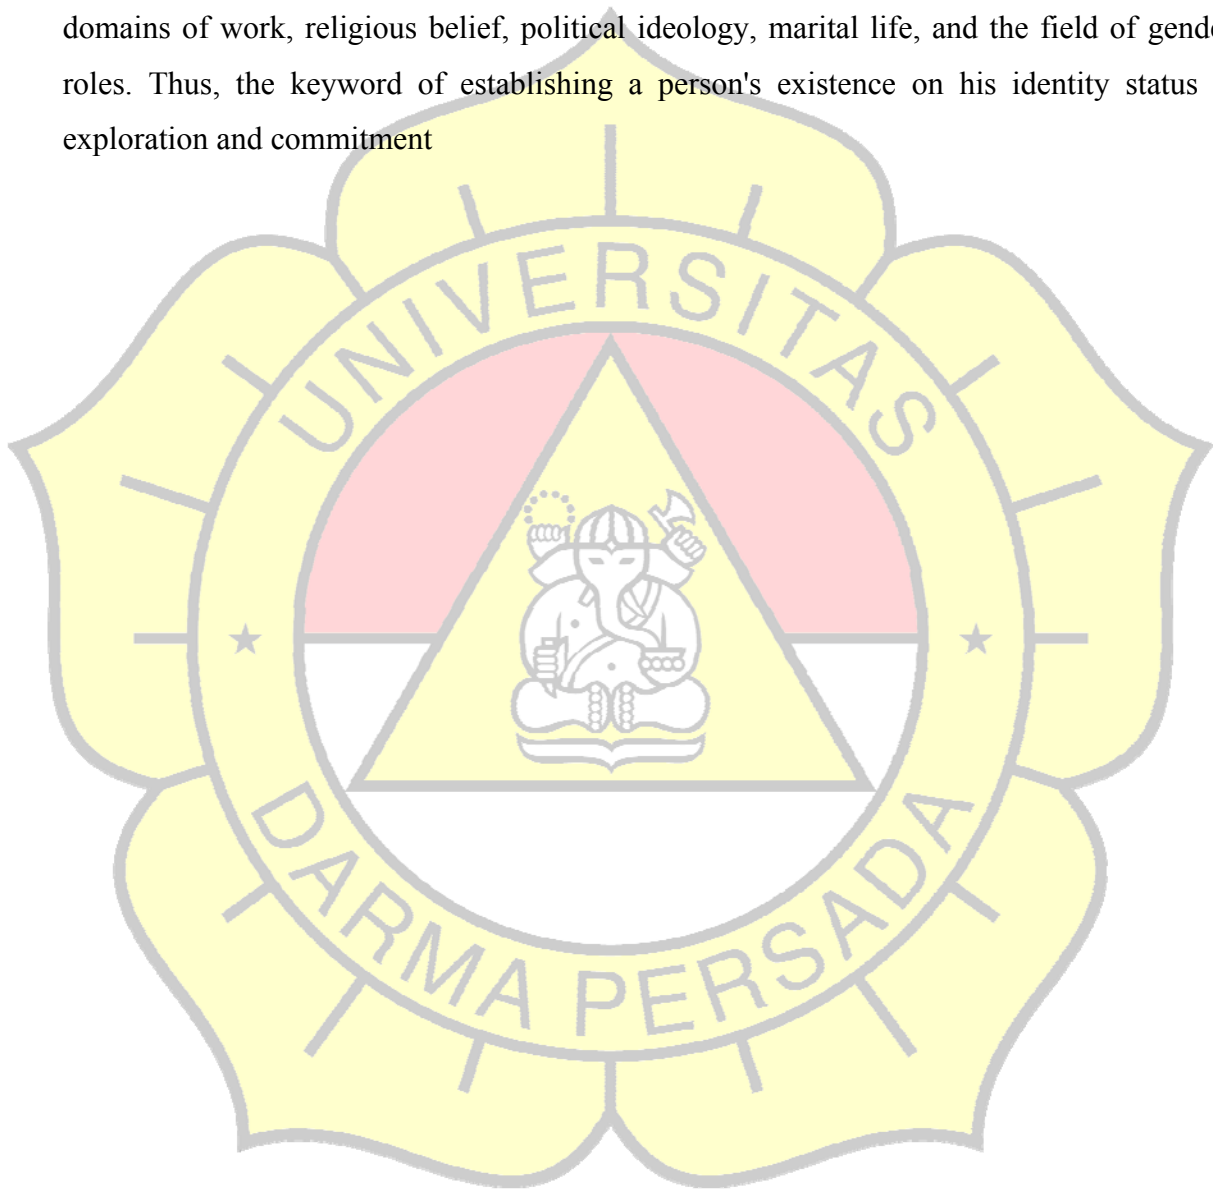 domains of work, religious belief, political ideology, marital life, and the field of gend
roles. Thus, the keyword of establishing a person's existence on his identity status
exploration and commitment
UNIVERSITAS
DARMA PERSADA